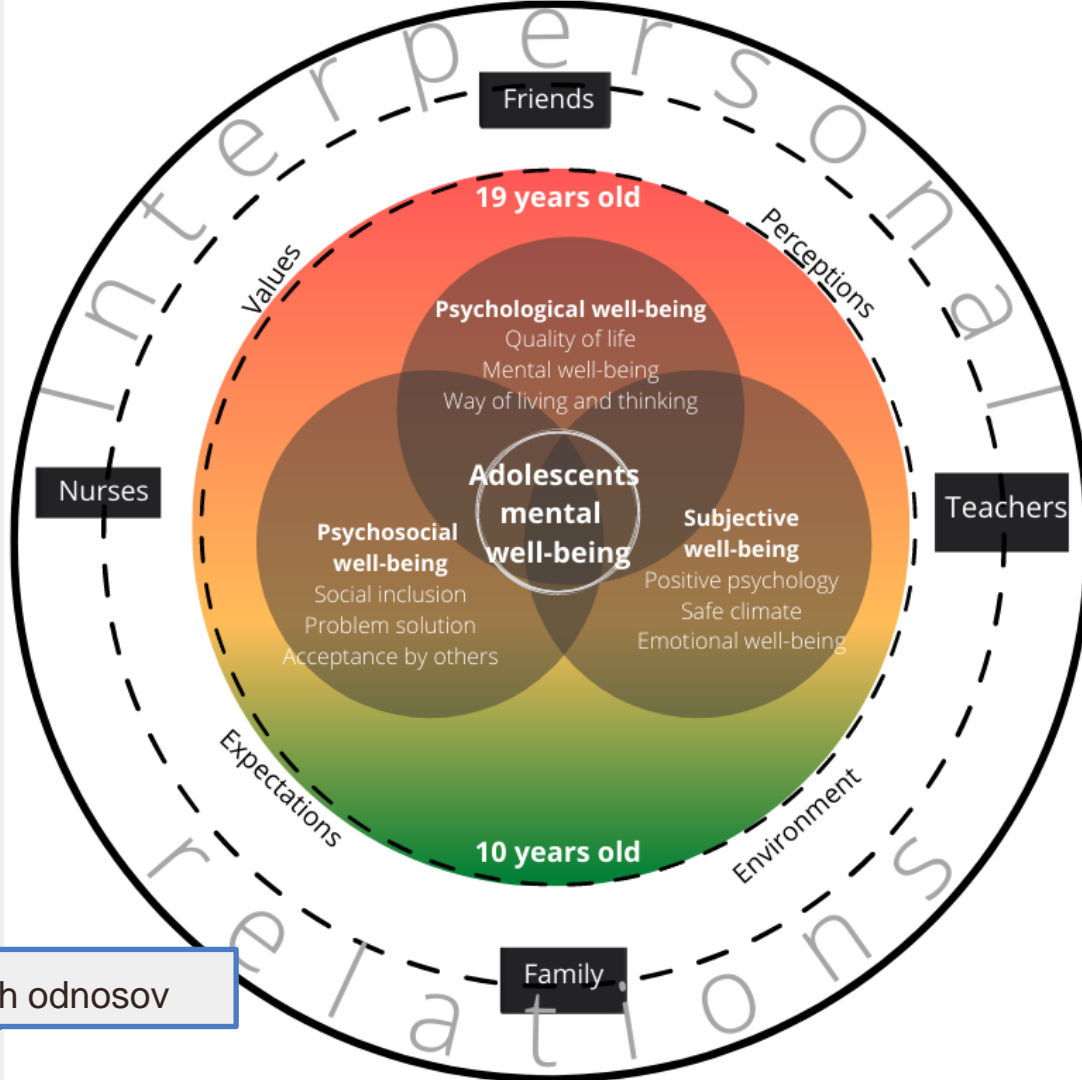 Interpersonal
Friends
19 years old
Values
Perceptions
Psychological well-being
Quality of life
Mental well-being
Way of living and thinking
Adolescents
mental
well-being
Nurses
Teachers
Psychosocial
well-being
Social inclusion
Problem solution
Acceptance by others
Subjective
well-being
Positive psychology
Safe climate
Emotional well-being
Expectations
Environment
10 years old
Family
relations
odnosov